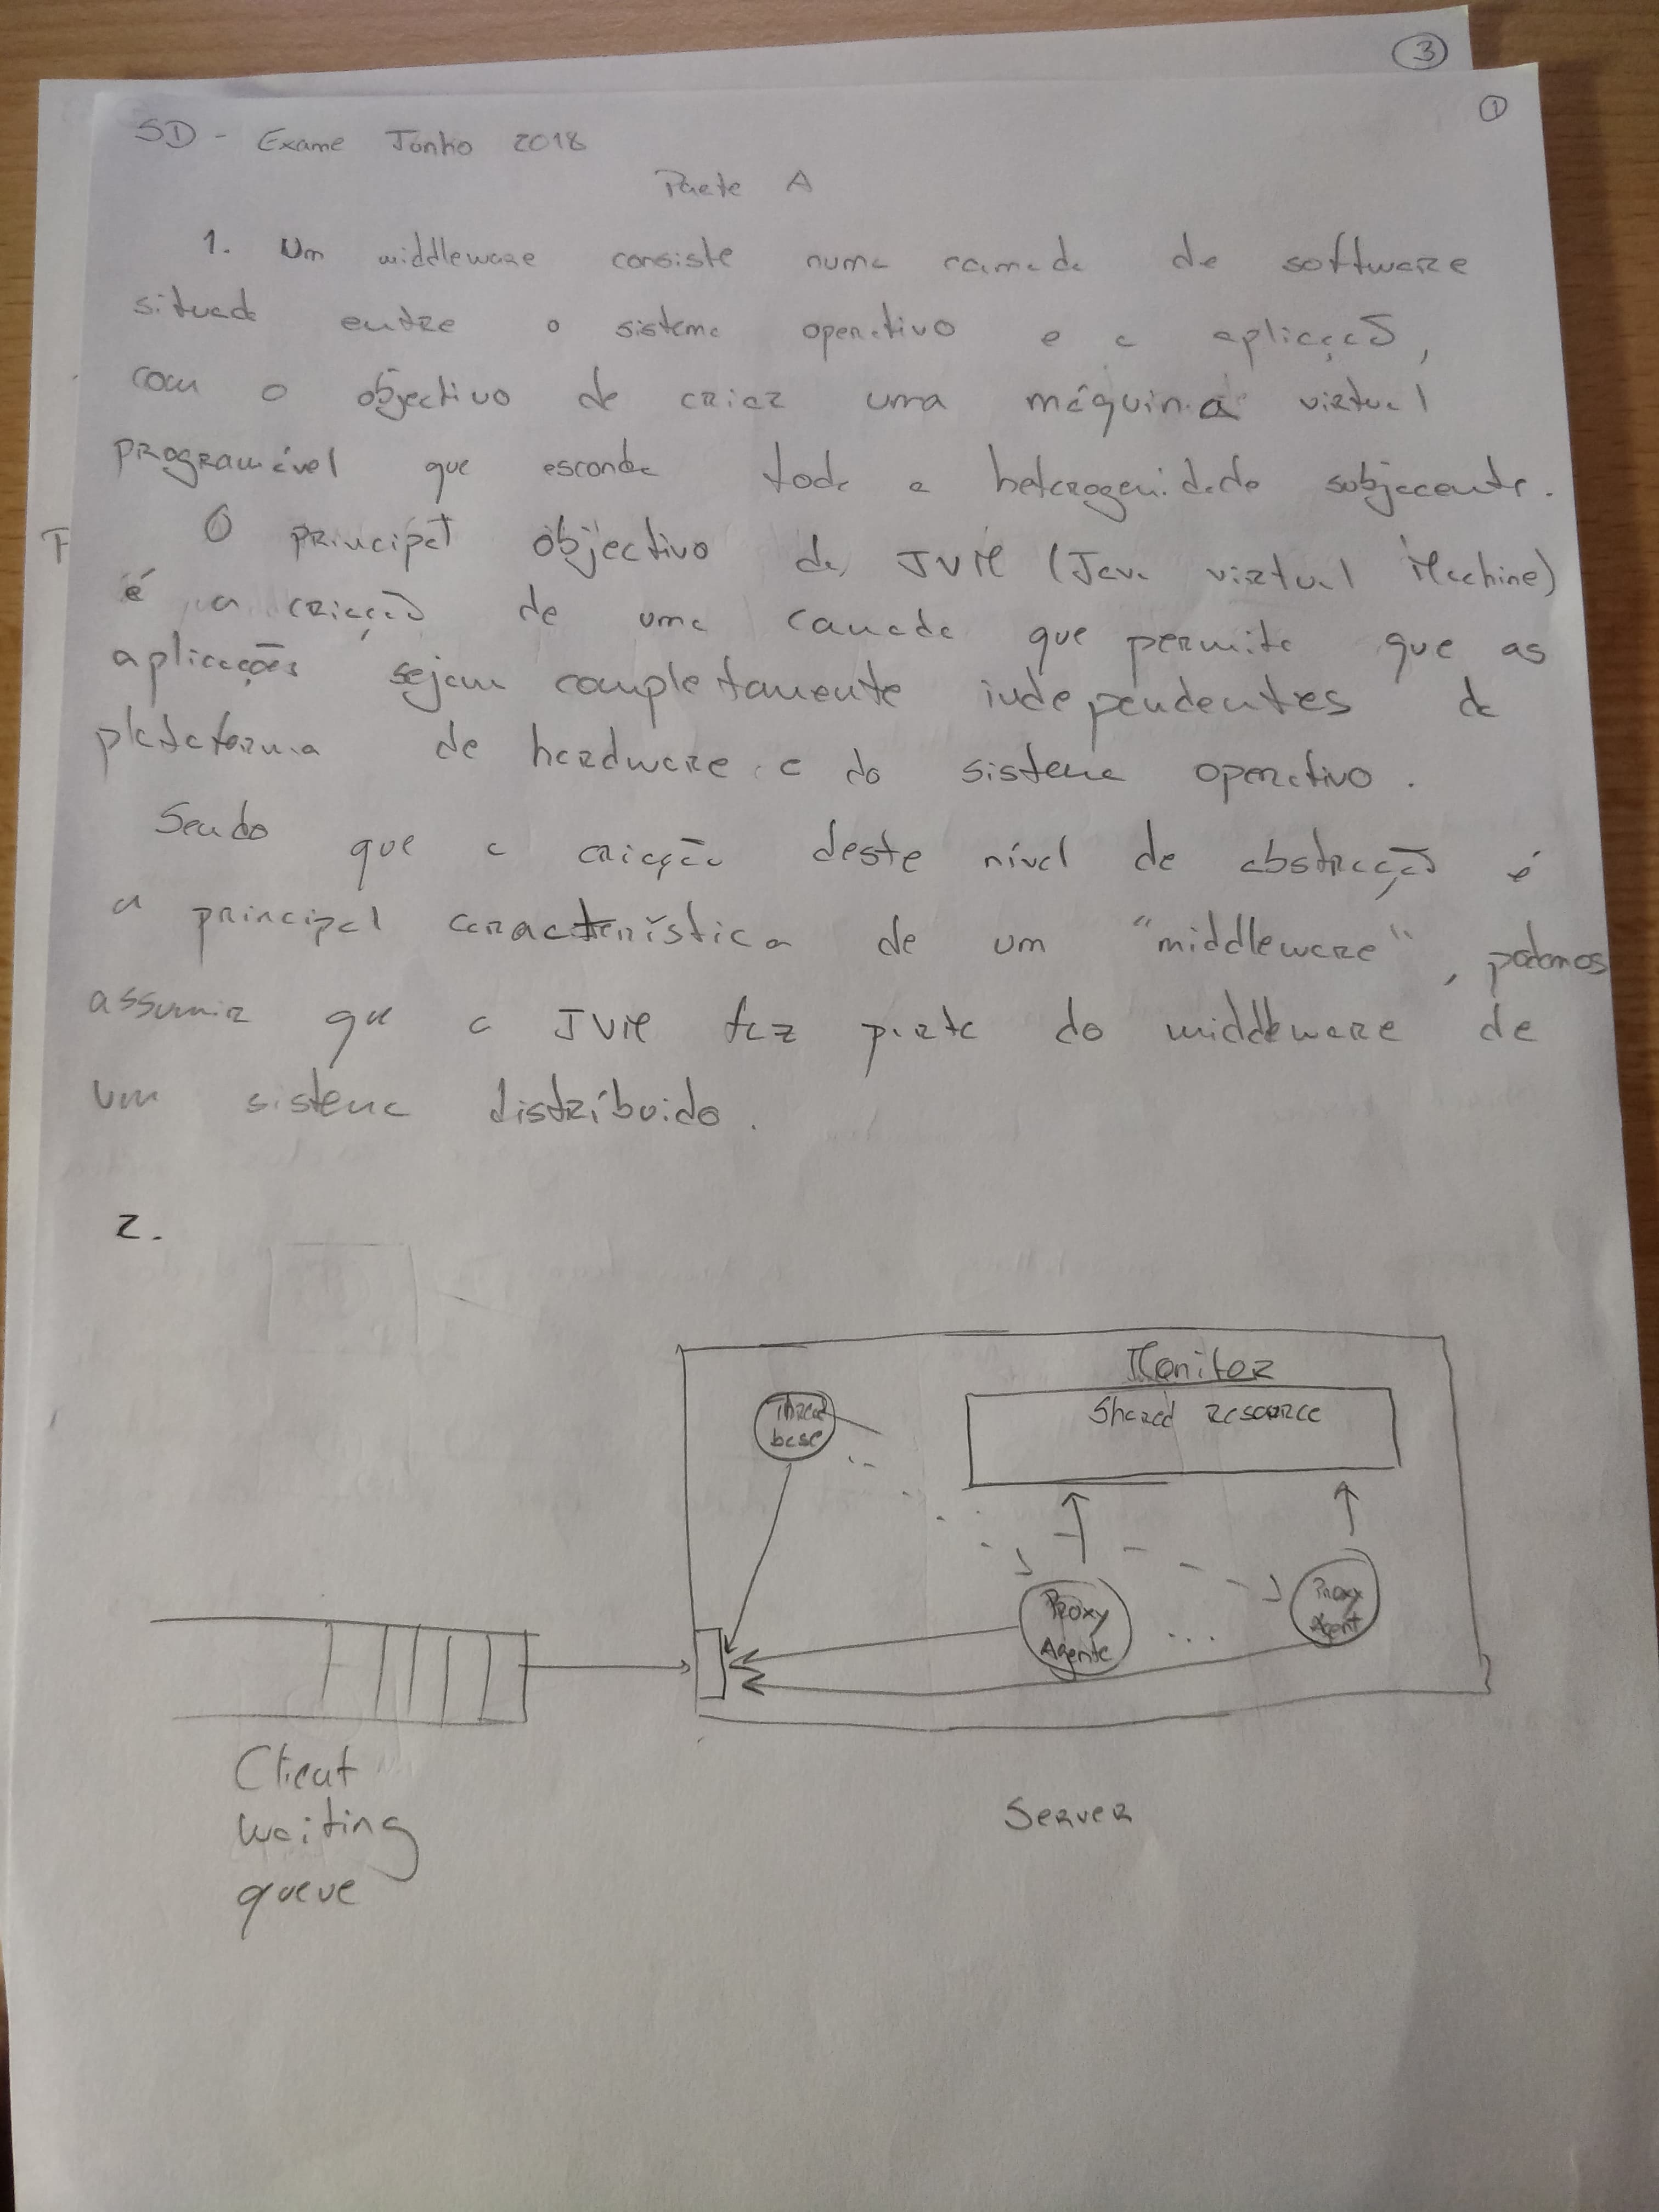 3
1
SD - Exame Junho 2018
Parte A
1. Um middleware consiste numa camada de software
situada entre o sistema operativo e a aplicação,
com o objectivo de criar uma máquina virtual
programável que esconda toda a heterogenidade subjacente.
O principal objectivo da JVM (Java virtual Machine)
é a criação de uma camada que permita que as
aplicações sejam completamente independentes da
plataforma de hardware e do sistema operativo.
Sendo que a criação deste nível de abstracção é
a principal característica de um "middleware", podemos
assumir que a JVM faz parte do middleware de
um sistema distribuido.
2.
Monitor
Shared resource
Thread
base
Proxy
Agente
...
Proxy
Agent
Client
waiting
queue
Server